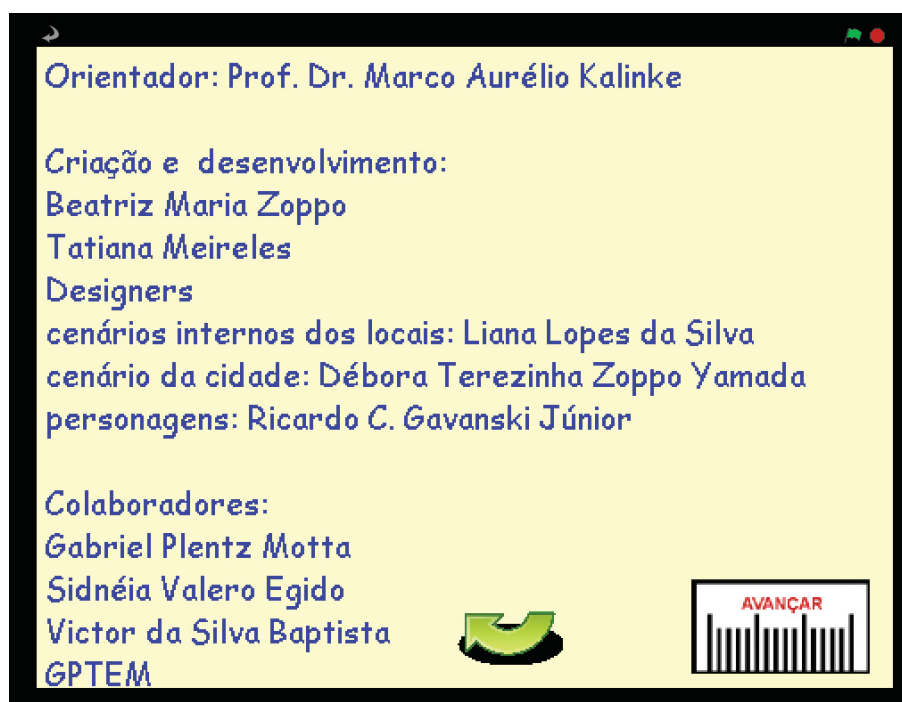 Orientador: Prof. Dr. Marco Aurélio Kalinke
Criação e desenvolvimento:
Beatriz Maria Zoppo
Tatiana Meireles
Designers
cenários internos dos locais: Liana Lopes da Silva
cenário da cidade: Débora Terezinha Zoppo Yamada
personagens: Ricardo C. Gavanski Júnior
Colaboradores:
Gabriel Plentz Motta
Sidnéia Valero Egido
Victor da Silva Baptista
GPTEM
AVANÇAR